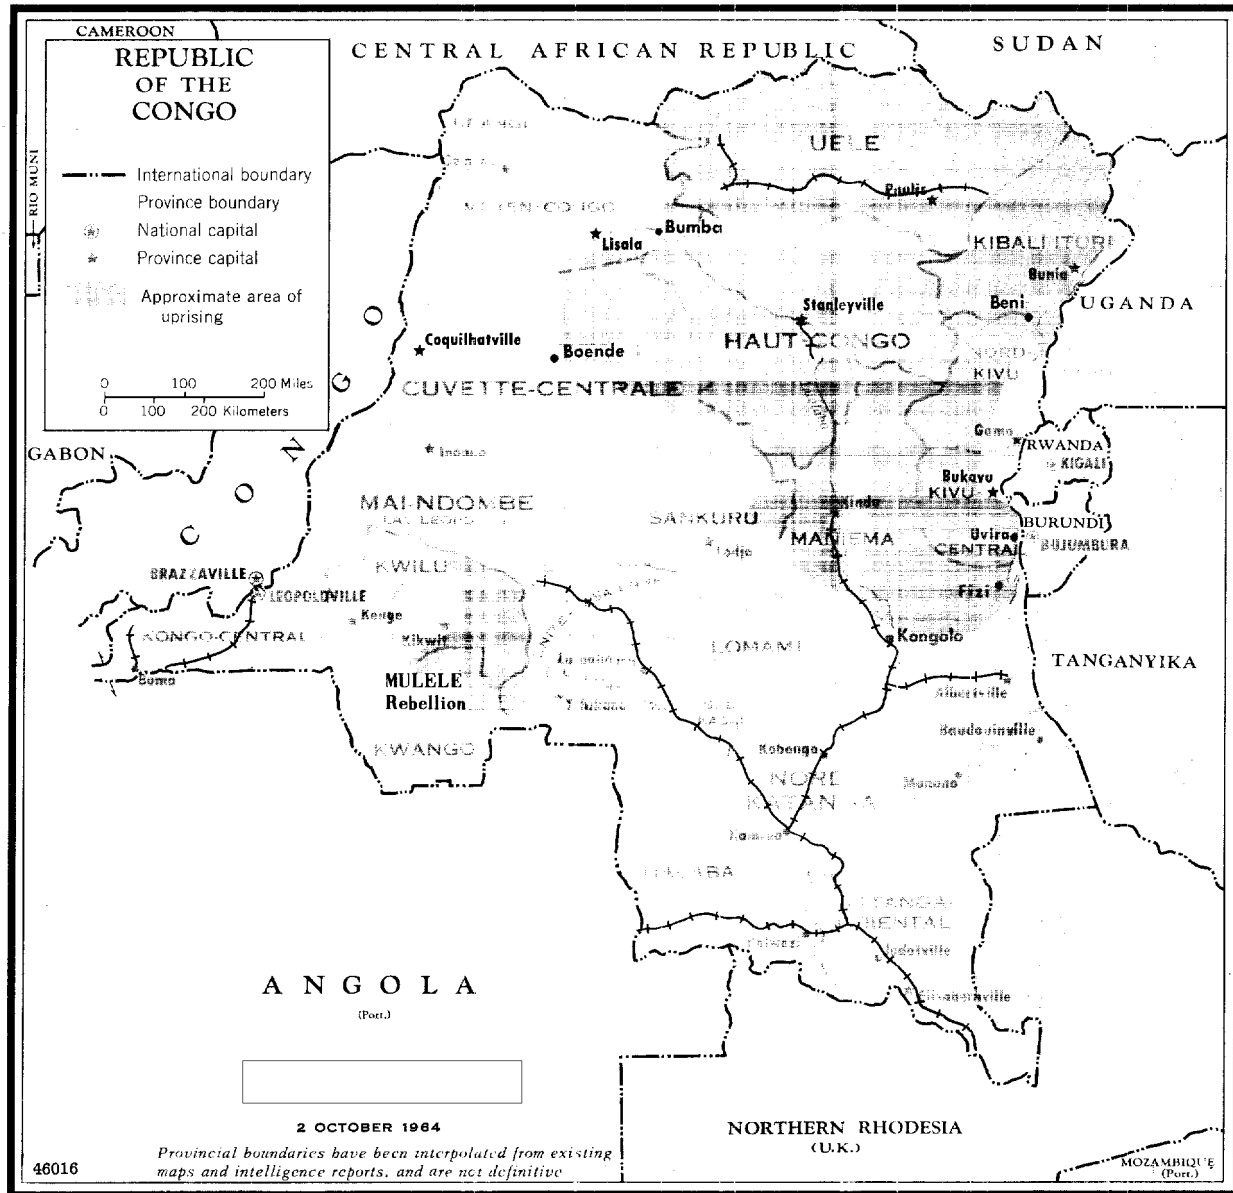 CAMEROON
CENTRAL AFRICAN REPUBLIC
SUDAN
REPUBLIC
OF THE
CONGO
International boundary
Province boundary
National capital
Province capital
Approximate area of
uprising
0 100 200 Miles
0 100 200 Kilometers
RIO MUNI
UELE
Paulis
Lisala
Bumba
KIBALI ITURI
Bunia
Beni
UGANDA
Stanleyville
HAUT-CONGO
NORD-
KIVU
Coquilhatville
Boende
CUVETTE-CENTRALE
CONGO
GABON
Goma
RWANDA
KIGALI
Bukavu
KIVU
CENTRAL
MAI-NDOMBE
SANKURU
Kindu
MANIEMA
Lodja
BURUNDI
Uvira
BUJUMBURA
Fizi
KWILU
BRAZZAVILLE
LEOPOLDVILLE
Kenge
Kikwit
KONGO-CENTRAL
Boma
LOMAMI
Kongolo
TANGANYIKA
MULELE
Rebellion
Albertville
Baudouinville
KWANGO
Kabongo
Manono
NORD
KATANGA
Kamina
Jadotville
Elisabethville
ANGOLA
(Port.)
2 OCTOBER 1964
Provincial boundaries have been interpolated from existing
maps and intelligence reports, and are not definitive
46016
NORTHERN RHODESIA
(U.K.)
MOZAMBIQUE
(Port.)